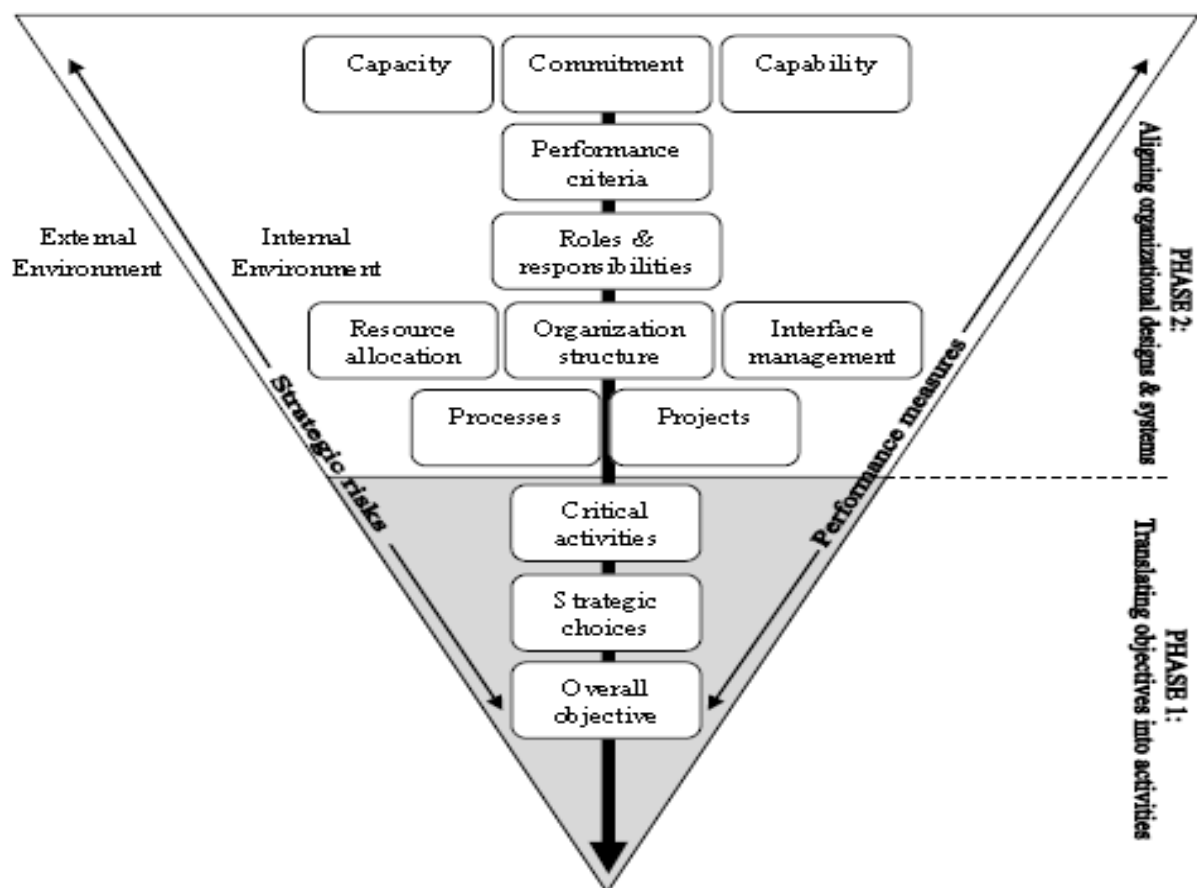 Capacity
Commitment
Capability
Performance
criteria
External
Environment
Internal
Environment
Roles &
responsibilities
Resource
allocation
Organization
structure
Interface
management
Processes
Projects
Strategic risks
Performance measures
Critical
activities
Strategic
choices
Overall
objective
PHASE 2:
Aligning organizational designs & systems
PHASE 1:
Translating objectives into activities